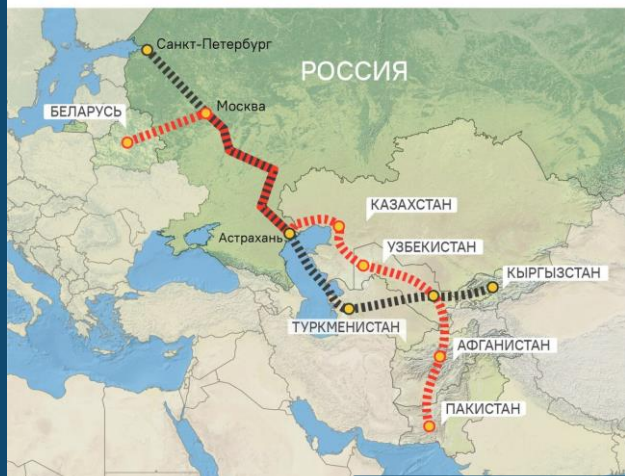 Санкт-Петербург
РОССИЯ
Москва
БЕЛАРУСЬ
КАЗАХСТАН
Астрахань
УЗБЕКИСТАН
КЫРГЫЗСТАН
ТУРКМЕНИСТАН
АФГАНИСТАН
ПАКИСТАН